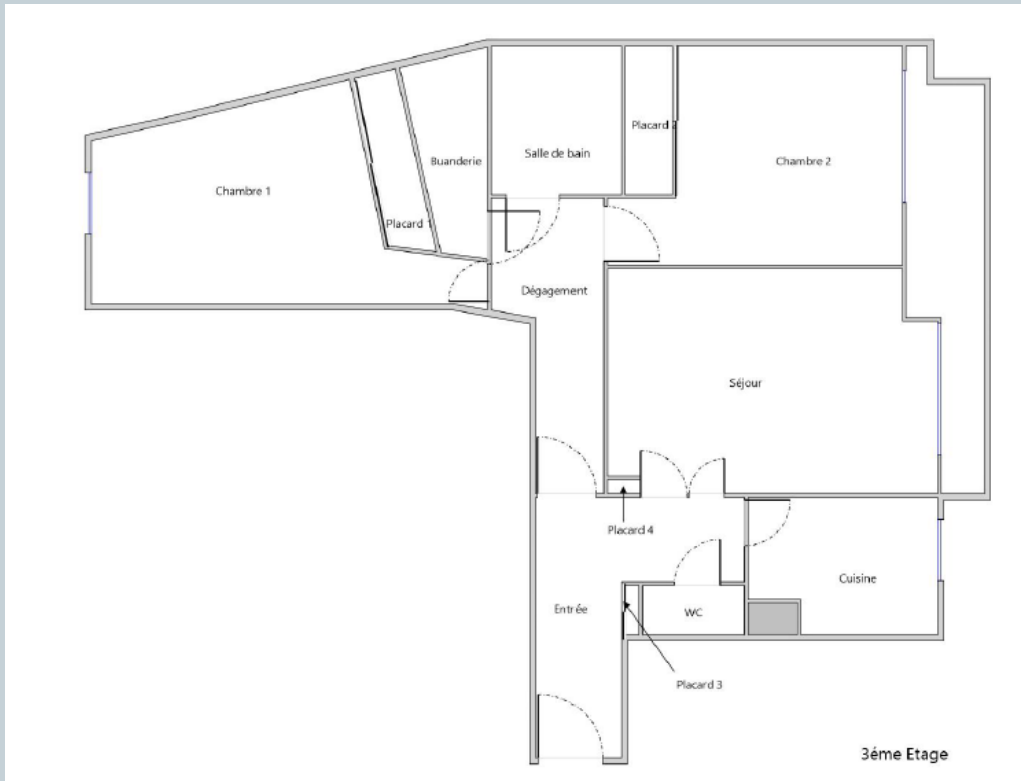 Salle de bain
Placard
Buanderie
Chambre 2
Chambre 1
Placard 1
Dégagement
Séjour
Placard 4
Cuisine
Entrée
WC
Placard 3
3éme Etage